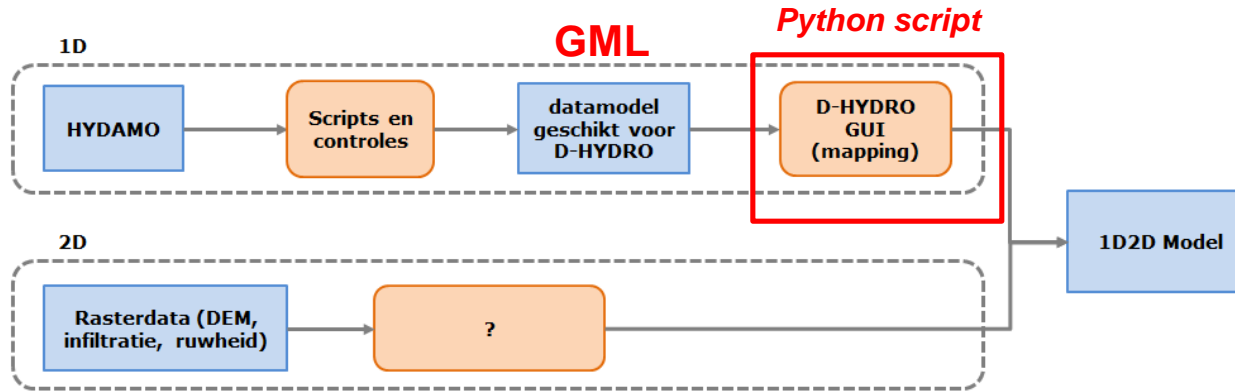 Python script
GML
1D
HYDAMO
Scripts en
controles
datamodel
geschikt voor
D-HYDRO
D-HYDRO
GUI
(mapping)
1D2D Model
2D
Rasterdata (DEM,
infiltratie, ruwheid)
?